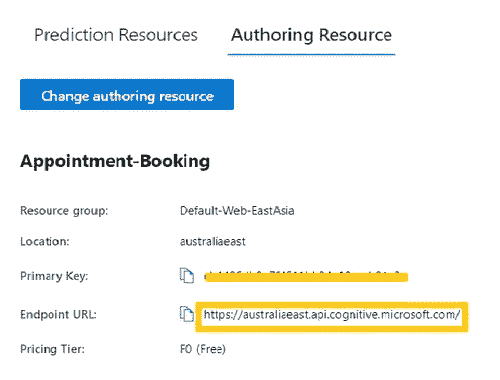 Prediction Resources
Authoring Resource
Change authoring resource
Appointment-Booking
Resource group: Default-Web-EastAsia
Location: australiaeast
Primary Key:
Endpoint URL: https://australiaeast.api.cognitive.microsoft.com/
Pricing Tier: F0 (Free)